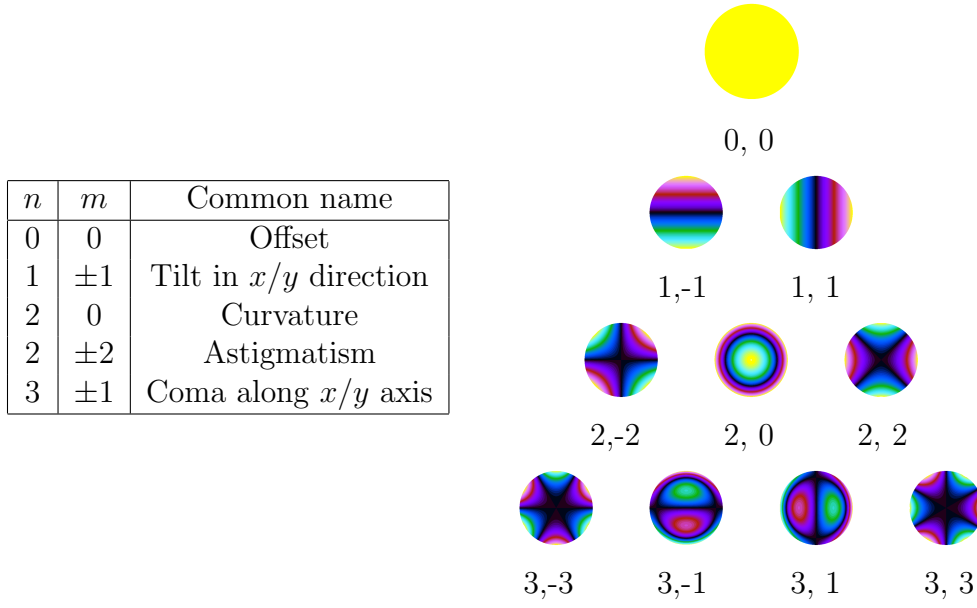 n m Common name
0 0 Offset
1 ±1 Tilt in x/y direction
2 0 Curvature
2 ±2 Astigmatism
3 ±1 Coma along x/y axis
0, 0
1,-1 1, 1
2,-2 2, 0 2, 2
3,-3 3,-1 3, 1 3, 3